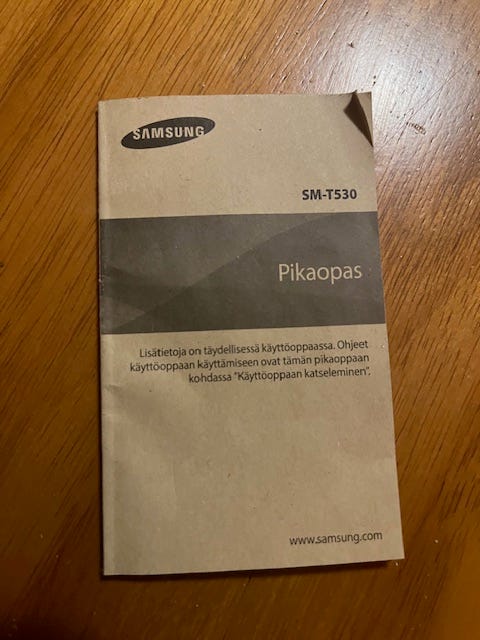 SAMSUNG
SM-T530
Pikaopas
Lisätietoja on täydellisessä käyttöoppaassa. Ohjeet
käyttöoppaan käyttämiseen ovat tämän pikaoppaan
kohdassa "Käyttöoppaan katseleminen".
www.samsung.com